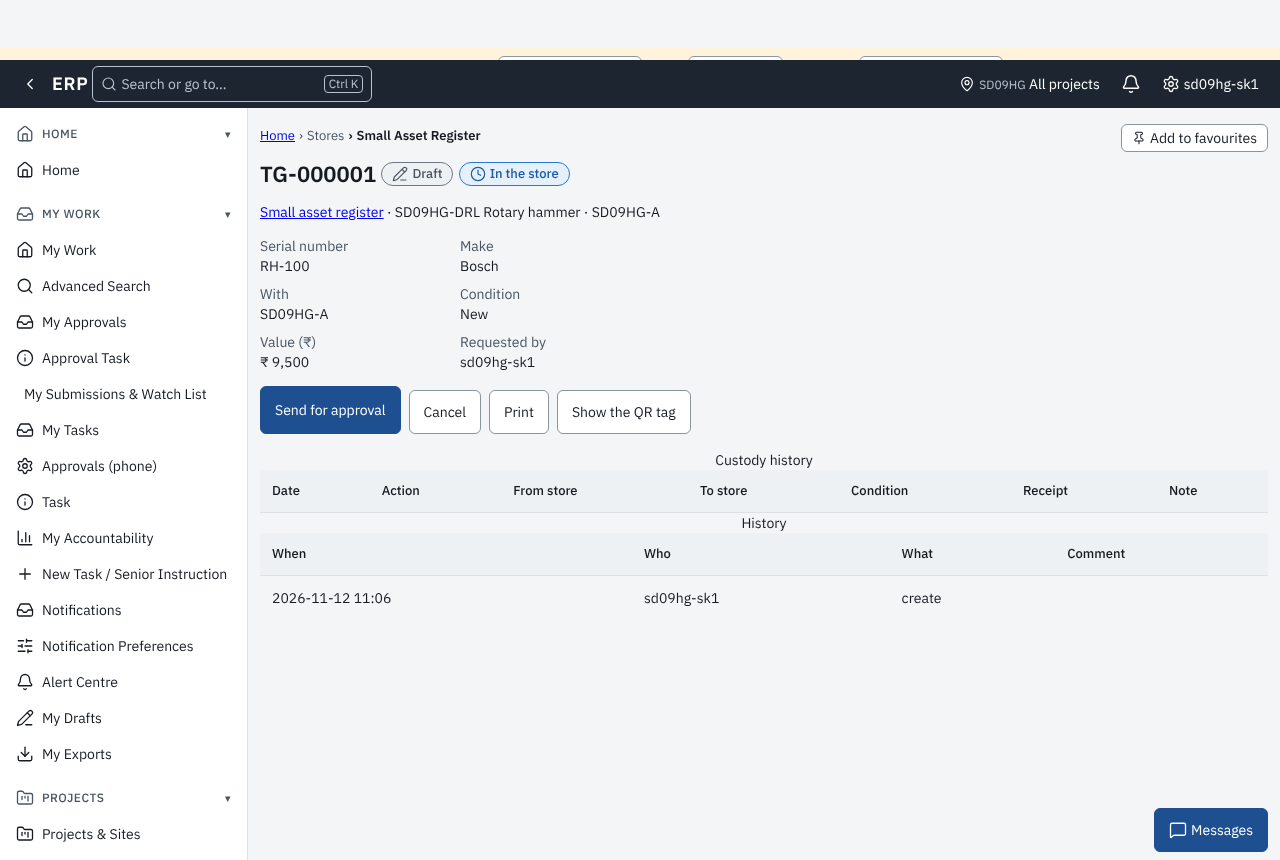 ERP
Search or go to...
Ctrl K
SD09HG All projects
sd09hg-sk1
HOME
Home
MY WORK
My Work
Advanced Search
My Approvals
Approval Task
My Submissions & Watch List
My Tasks
Approvals (phone)
Task
My Accountability
New Task / Senior Instruction
Notifications
Notification Preferences
Alert Centre
My Drafts
My Exports
PROJECTS
Projects & Sites
Home › Stores › Small Asset Register
Add to favourites
TG-000001 Draft In the store
Small asset register · SD09HG-DRL Rotary hammer · SD09HG-A
Serial number Make
RH-100 Bosch
With Condition
SD09HG-A New
Value (₹) Requested by
₹ 9,500 sd09hg-sk1
Send for approval Cancel Print Show the QR tag
Custody history
Date Action From store To store Condition Receipt Note
History
When Who What Comment
2026-11-12 11:06 sd09hg-sk1 create
Messages